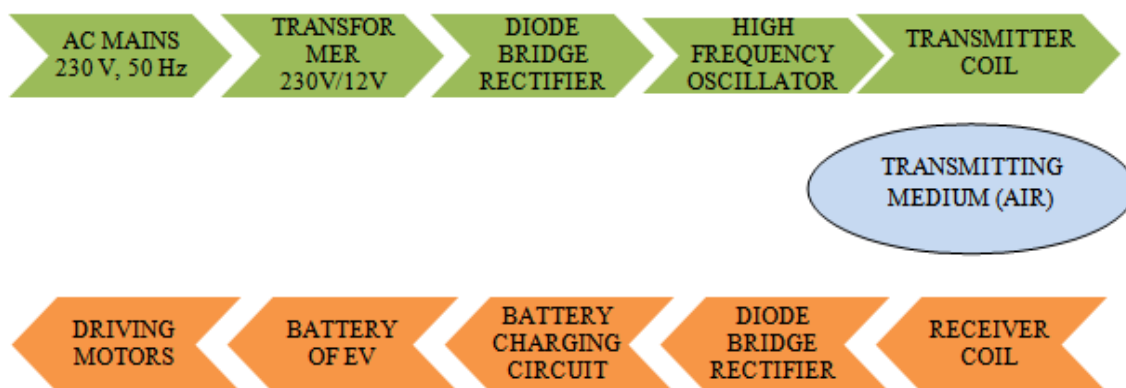 AC MAINS
230 V, 50 Hz
TRANSFOR
MER
230V/12V
DIODE
BRIDGE
RECTIFIER
HIGH
FREQUENCY
OSCILLATOR
TRANSMITTER
COIL
TRANSMITTING
MEDIUM (AIR)
DRIVING
MOTORS
BATTERY
OF EV
BATTERY
CHARGING
CIRCUIT
DIODE
BRIDGE
RECTIFIER
RECEIVER
COIL